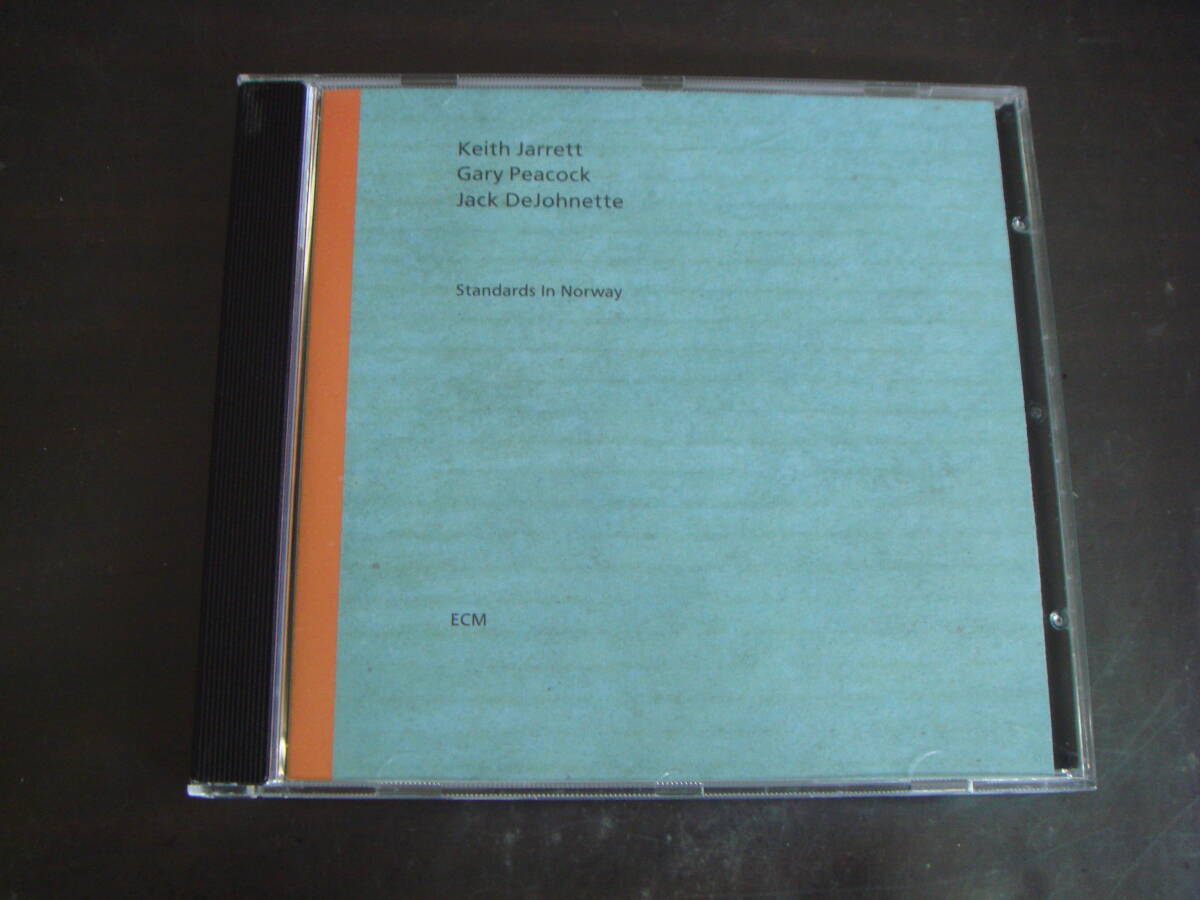 Keith Jarrett
Gary Peacock
Jack DeJohnette
Standards In Norway
ECM